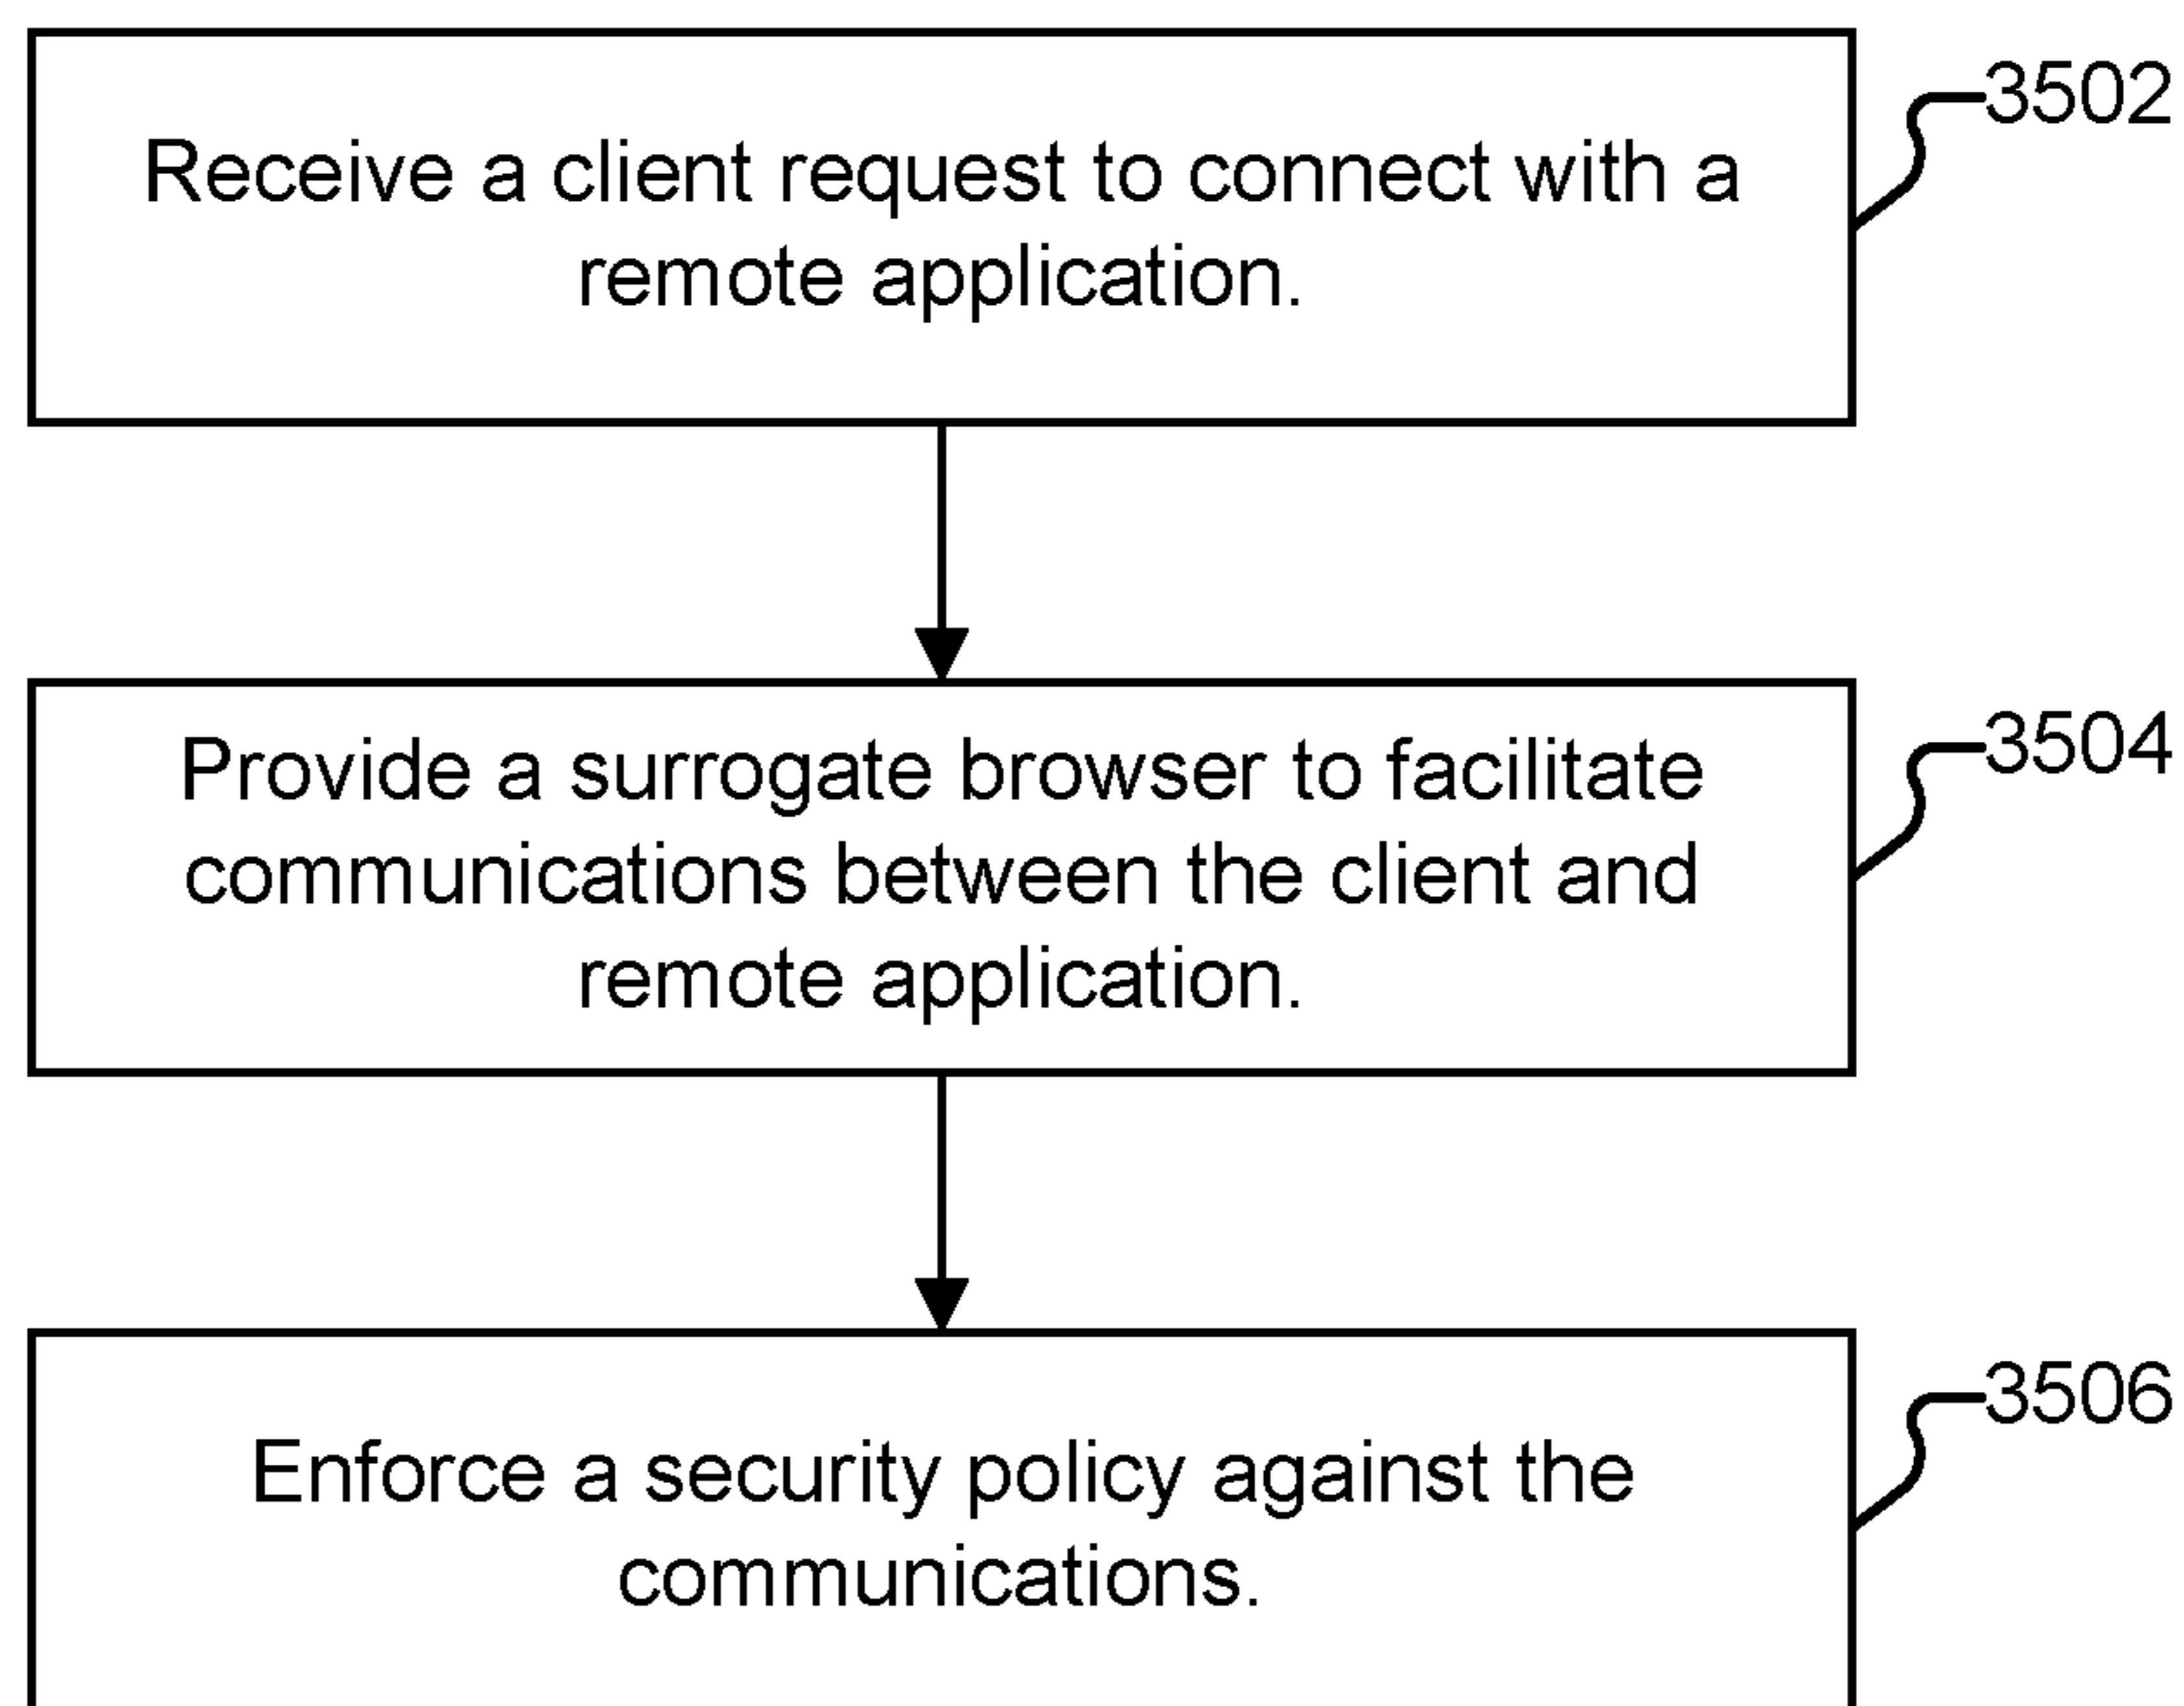 3502
Receive a client request to connect with a
remote application.
3504
Provide a surrogate browser to facilitate
communications between the client and
remote application.
3506
Enforce a security policy against the
communications.